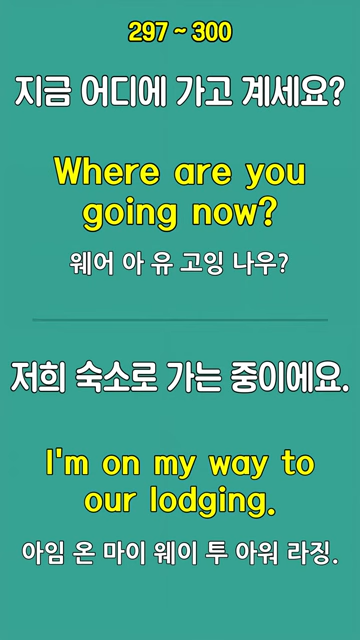 297 ~ 300
지금 어디에 가고 계세요?
Where are you
going now?
웨어 아 유 고잉 나우?
저희 숙소로 가는 중이에요.
I'm on my way to
our lodging.
아임 온 마이 웨이 투 아워 라징.